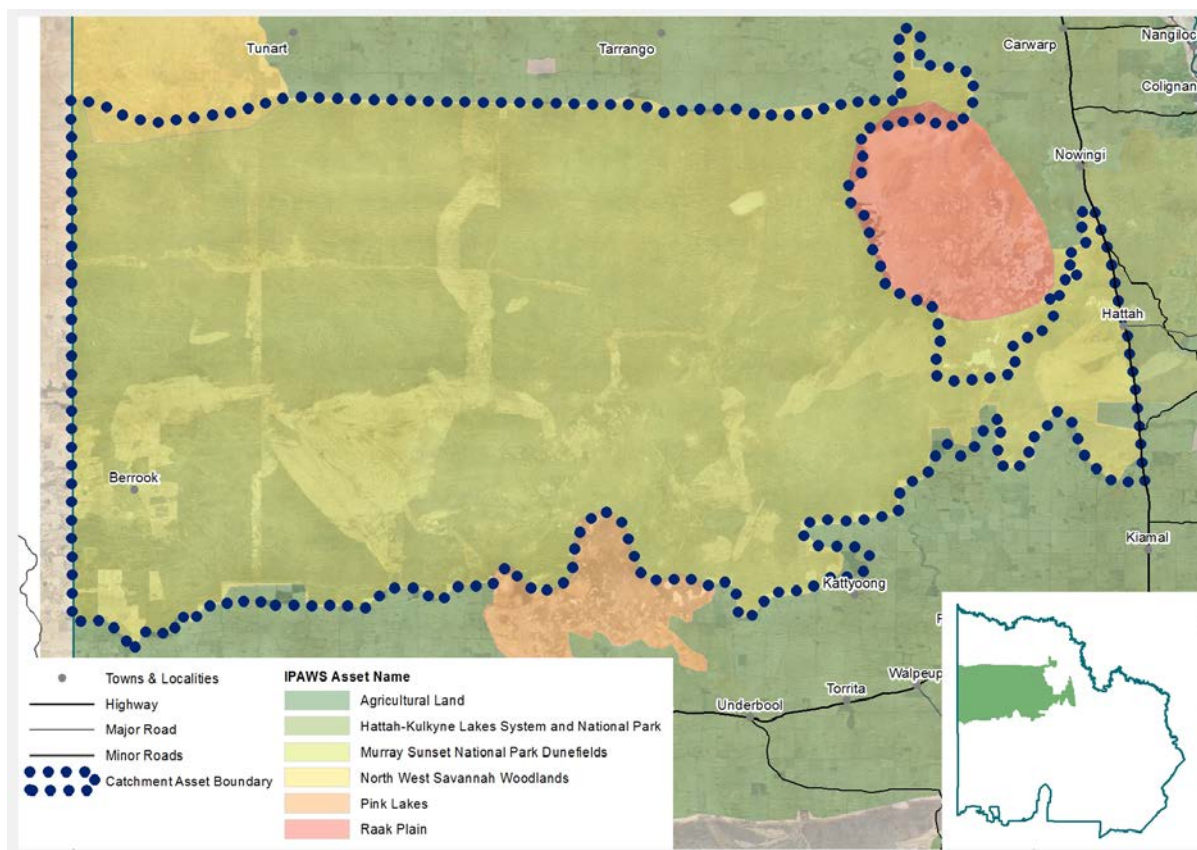 Tunart
Tarrango
Carwarp
Nangiloc
Colignan
Nowingi
Hattah
Berrook
Kiamal
Kattyoong
Walpeup
Torrita
Underbool
Towns & Localities
Highway
Major Road
Minor Roads
Catchment Asset Boundary
IPAWS Asset Name
Agricultural Land
Hattah-Kulkyne Lakes System and National Park
Murray Sunset National Park Dunefields
North West Savannah Woodlands
Pink Lakes
Raak Plain